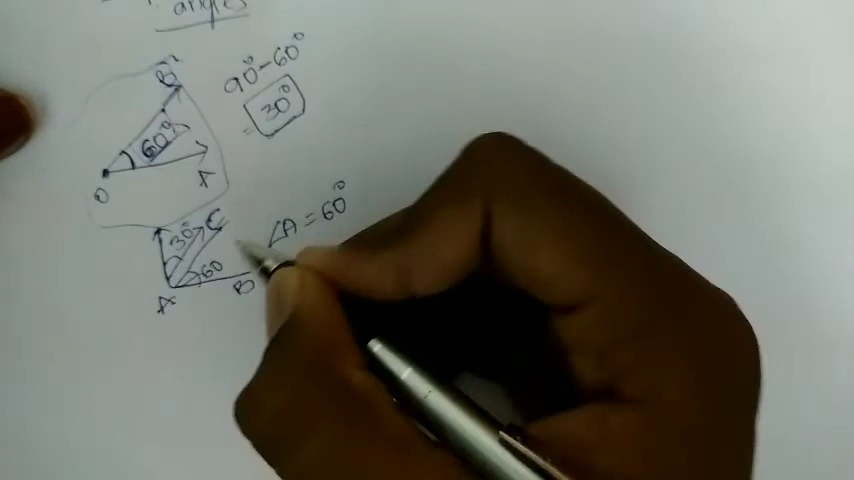 angles
90° - 60°
= 30°
B
60°
O
A
30°
C
∠A = 60°
60
A
B